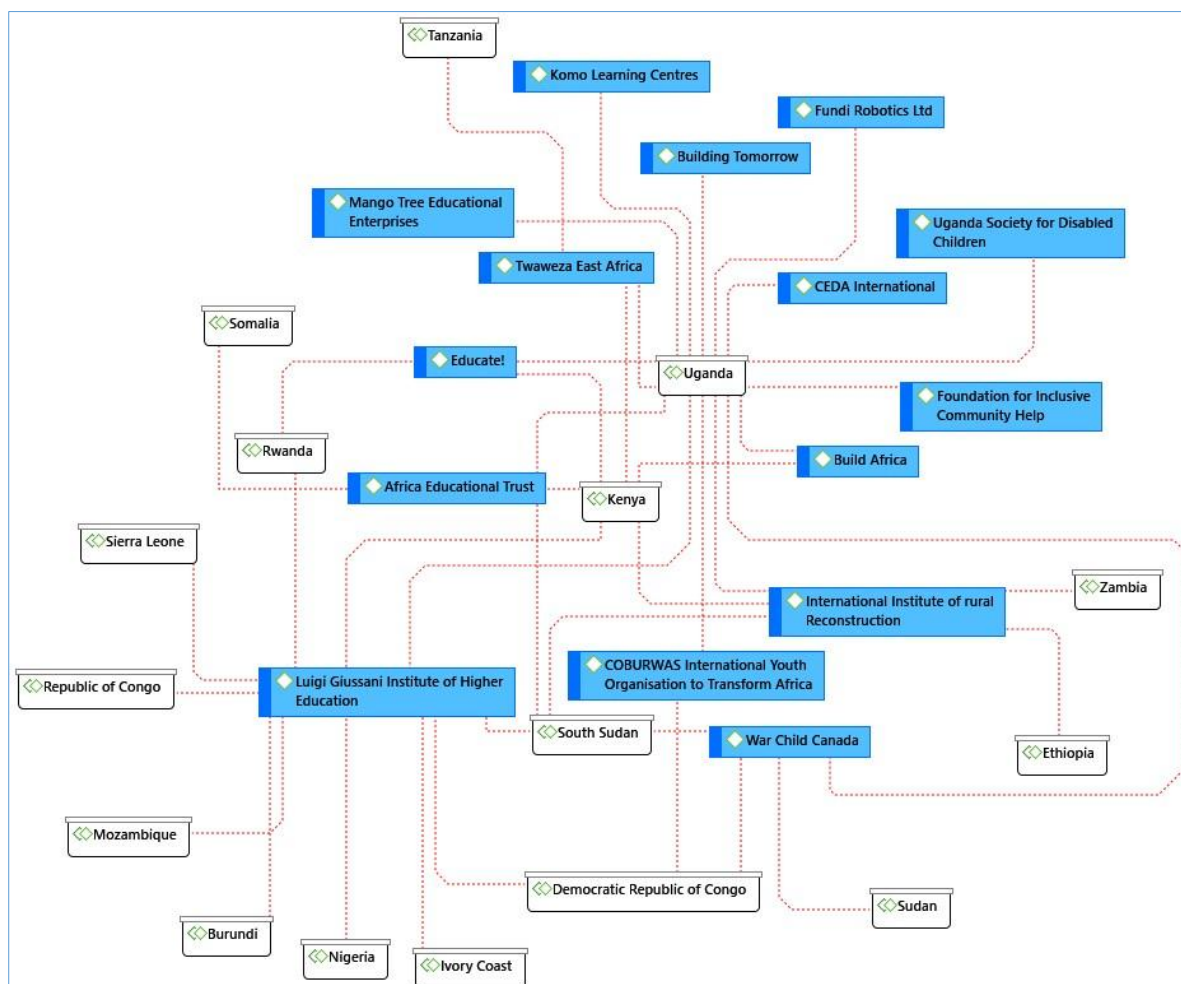 Tanzania
Komo Learning Centres
Fundi Robotics Ltd
Building Tomorrow
Mango Tree Educational
Enterprises
Uganda Society for Disabled
Children
Twaweza East Africa
CEDA International
Somalia
Educate!
Uganda
Foundation for Inclusive
Community Help
Rwanda
Build Africa
Africa Educational Trust
Kenya
Sierra Leone
Zambia
International Institute of rural
Reconstruction
Republic of Congo
Luigi Giussani Institute of Higher
Education
COBURWAS International Youth
Organisation to Transform Africa
South Sudan
War Child Canada
Ethiopia
Mozambique
Democratic Republic of Congo
Sudan
Burundi
Nigeria
Ivory Coast